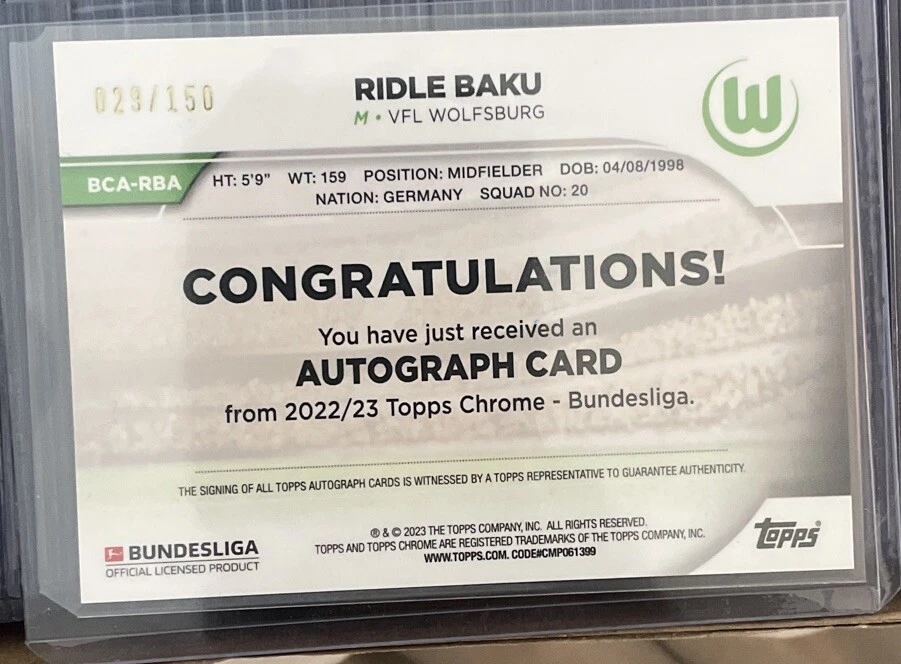 029/150
RIDLE BAKU
M • VFL WOLFSBURG
W
BCA-RBA
HT: 5'9" WT: 159 POSITION: MIDFIELDER DOB: 04/08/1998
NATION: GERMANY SQUAD NO: 20
CONGRATULATIONS!
You have just received an
AUTOGRAPH CARD
from 2022/23 Topps Chrome - Bundesliga.
THE SIGNING OF ALL TOPPS AUTOGRAPH CARDS IS WITNESSED BY A TOPPS REPRESENTATIVE TO GUARANTEE AUTHENTICITY.
BUNDESLIGA
OFFICIAL LICENSED PRODUCT
® & © 2023 THE TOPPS COMPANY, INC. ALL RIGHTS RESERVED.
TOPPS AND TOPPS CHROME ARE REGISTERED TRADEMARKS OF THE TOPPS COMPANY, INC.
WWW.TOPPS.COM. CODE#CMP061399
Topps®